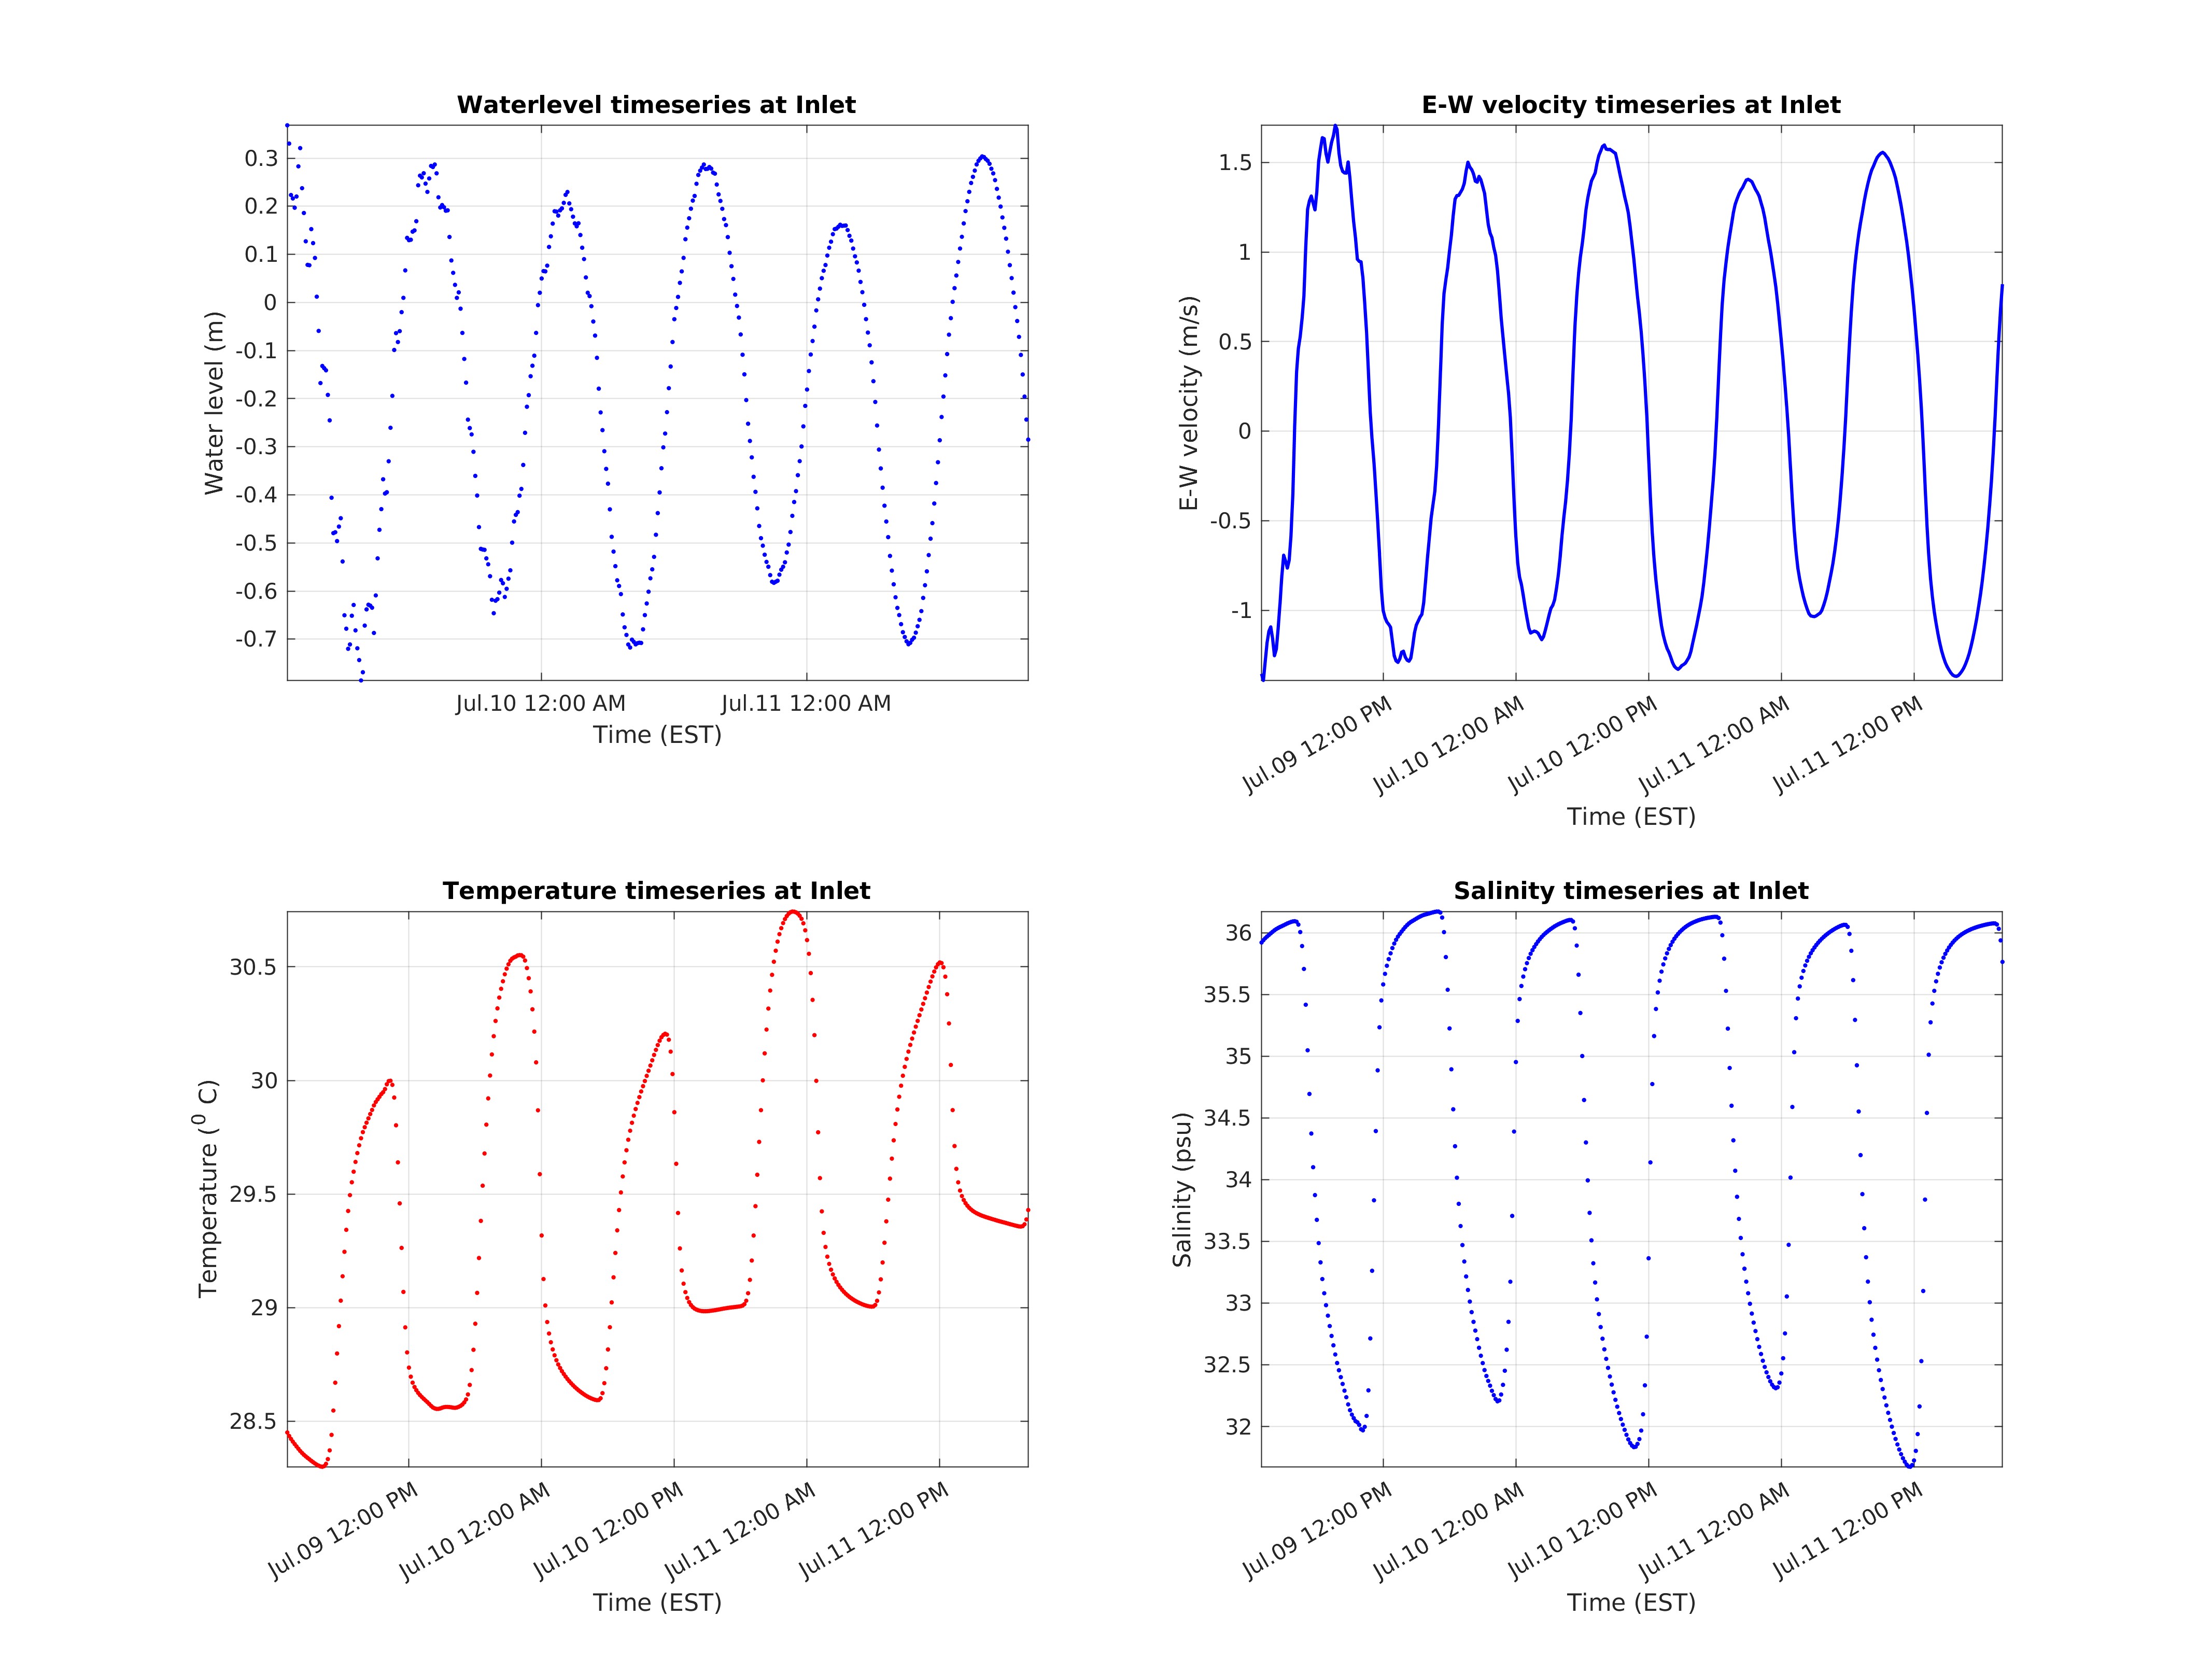 Waterlevel timeseries at Inlet
0.3
0.2
0.1
0
-0.1
-0.2
-0.3
-0.4
-0.5
-0.6
-0.7
Water level (m)
Jul.10 12:00 AM
Jul.11 12:00 AM
Time (EST)
E-W velocity timeseries at Inlet
1.5
1
0.5
0
-0.5
-1
E-W velocity (m/s)
Jul.09 12:00 PM
Jul.10 12:00 AM
Jul.10 12:00 PM
Jul.11 12:00 AM
Jul.11 12:00 PM
Time (EST)
Temperature timeseries at Inlet
30.5
30
29.5
29
28.5
Temperature (0 C)
Jul.09 12:00 PM
Jul.10 12:00 AM
Jul.10 12:00 PM
Jul.11 12:00 AM
Jul.11 12:00 PM
Time (EST)
Salinity timeseries at Inlet
36
35.5
35
34.5
34
33.5
33
32.5
32
Salinity (psu)
Jul.09 12:00 PM
Jul.10 12:00 AM
Jul.10 12:00 PM
Jul.11 12:00 AM
Jul.11 12:00 PM
Time (EST)